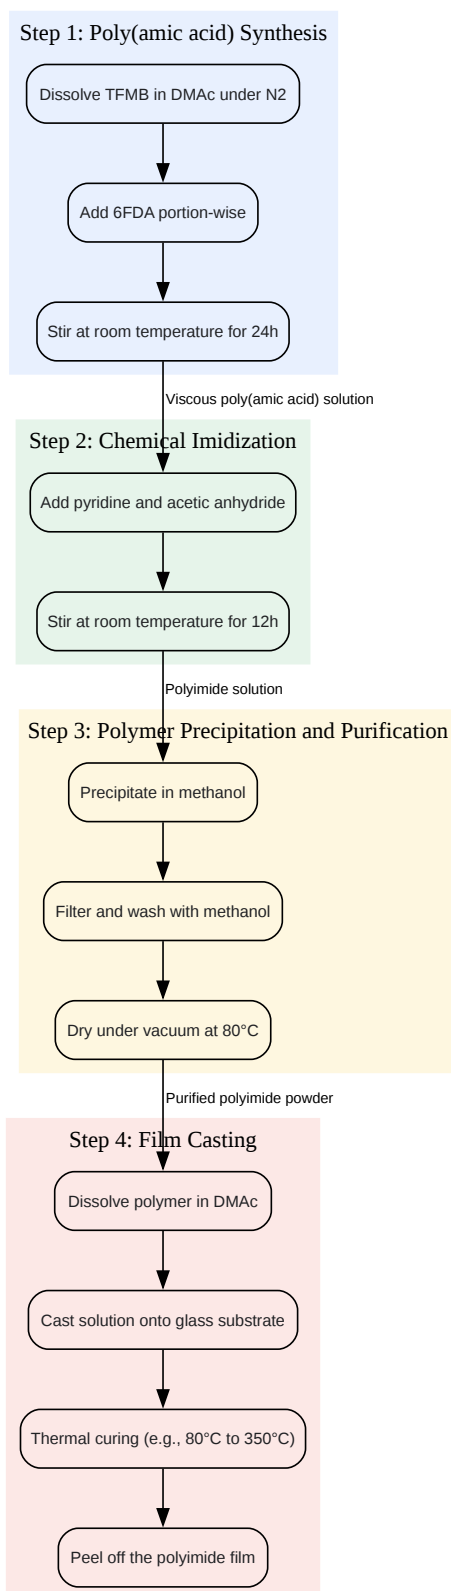 Step 1: Poly(amic acid) Synthesis
Dissolve TFMB in DMAc under N2
Add 6FDA portion-wise
Stir at room temperature for 24h
Viscous poly(amic acid) solution
Step 2: Chemical Imidization
Add pyridine and acetic anhydride
Stir at room temperature for 12h
Polyimide solution
Step 3: Polymer Precipitation and Purification
Precipitate in methanol
Filter and wash with methanol
Dry under vacuum at 80°C
Purified polyimide powder
Step 4: Film Casting
Dissolve polymer in DMAc
Cast solution onto glass substrate
Thermal curing (e.g., 80°C to 350°C)
Peel off the polyimide film